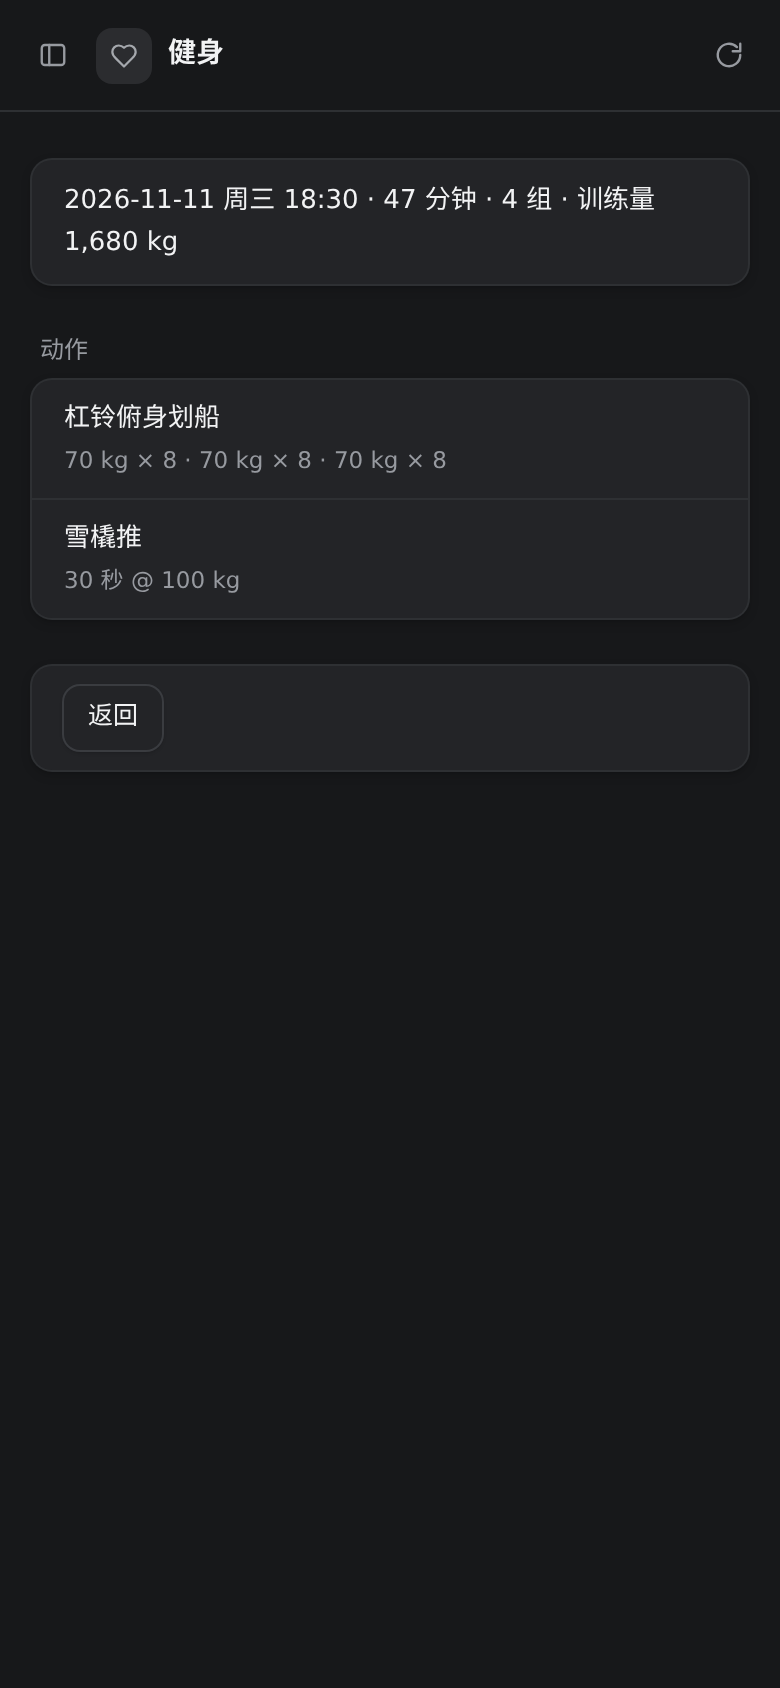 健身
2026-11-11 周三 18:30 · 47 分钟 · 4 组 · 训练量
1,680 kg
动作
杠铃俯身划船
70 kg × 8 · 70 kg × 8 · 70 kg × 8
雪橇推
30 秒 @ 100 kg
返回